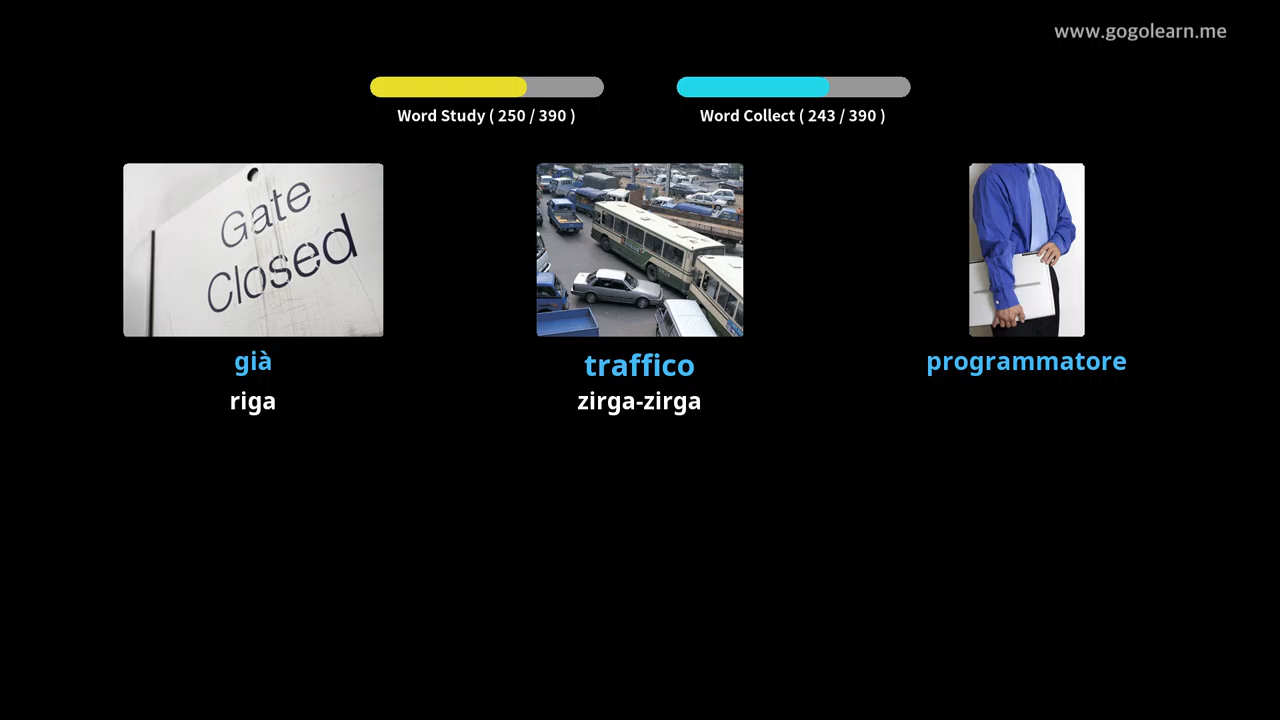 www.gogolearn.me
Word Study ( 250 / 390 )
Word Collect ( 243 / 390 )
Gate
Closed
già
traffico
programmatore
riga
zirga-zirga